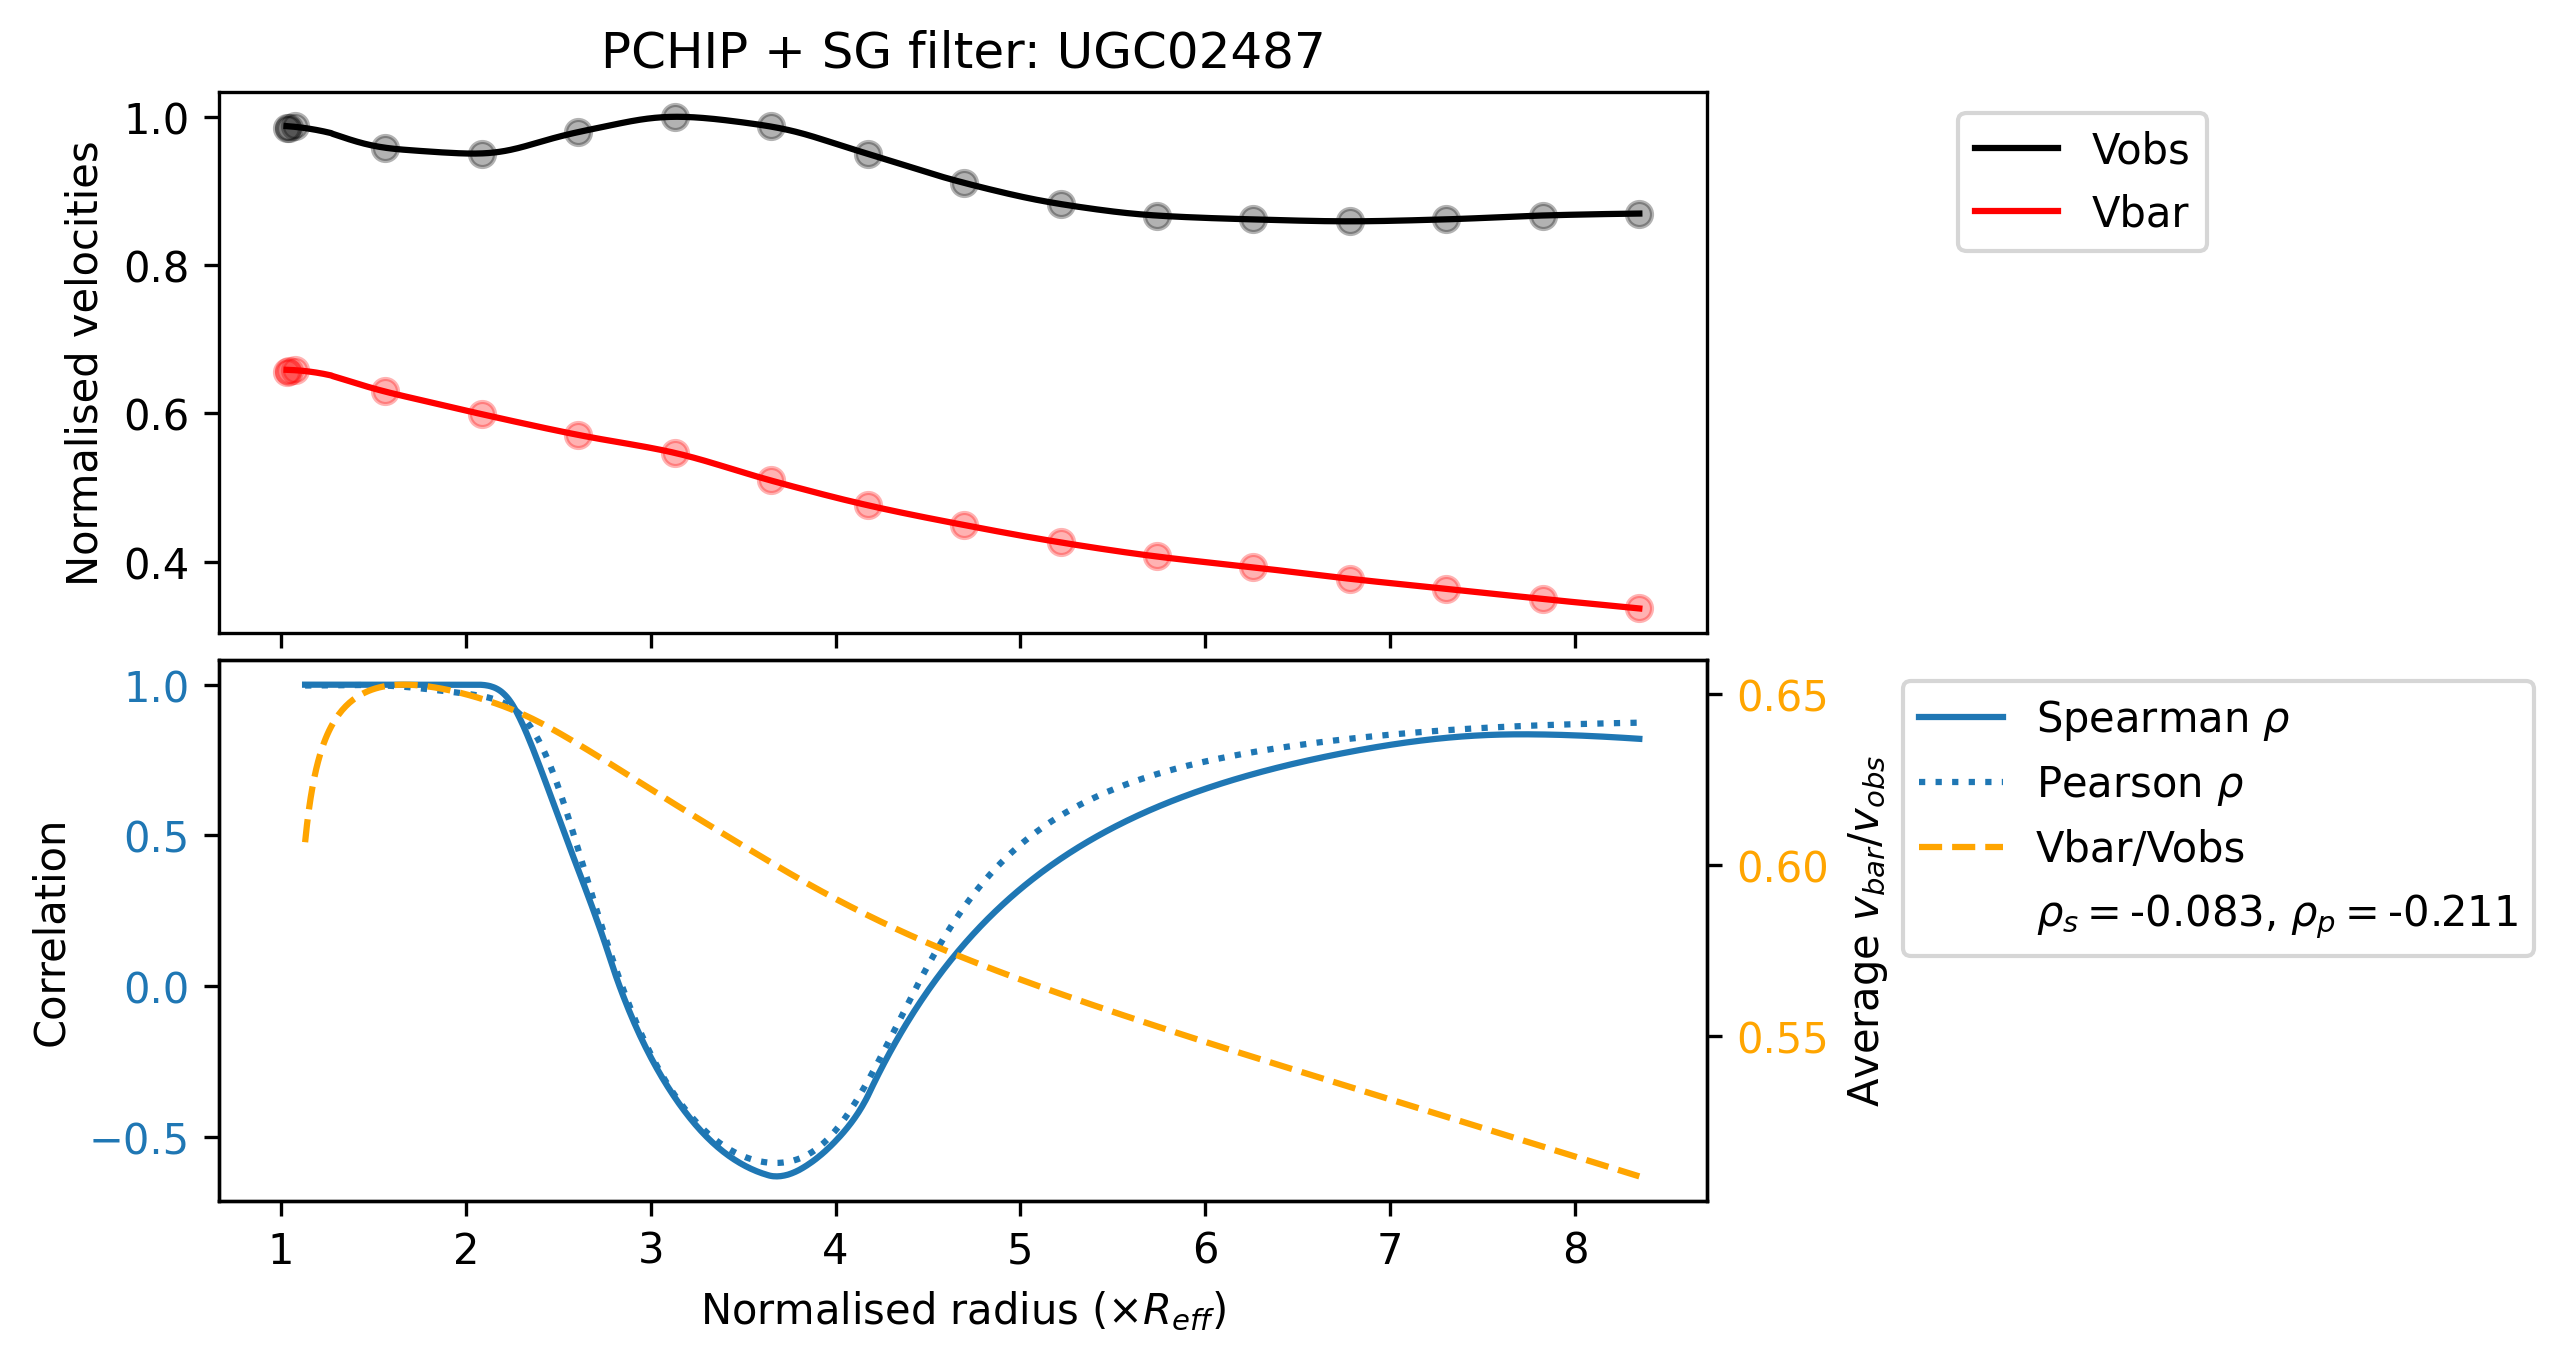 PCHIP + SG filter: UGC02487
Normalised velocities
1.0
0.8
0.6
0.4
Vobs
Vbar
Correlation
1.0
0.5
0.0
−0.5
0.65
0.60
0.55
Average v_bar/v_obs
Spearman ρ
Pearson ρ
Vbar/Vobs
ρ_s = -0.083, ρ_p = -0.211
1 2 3 4 5 6 7 8
Normalised radius (×R_eff)